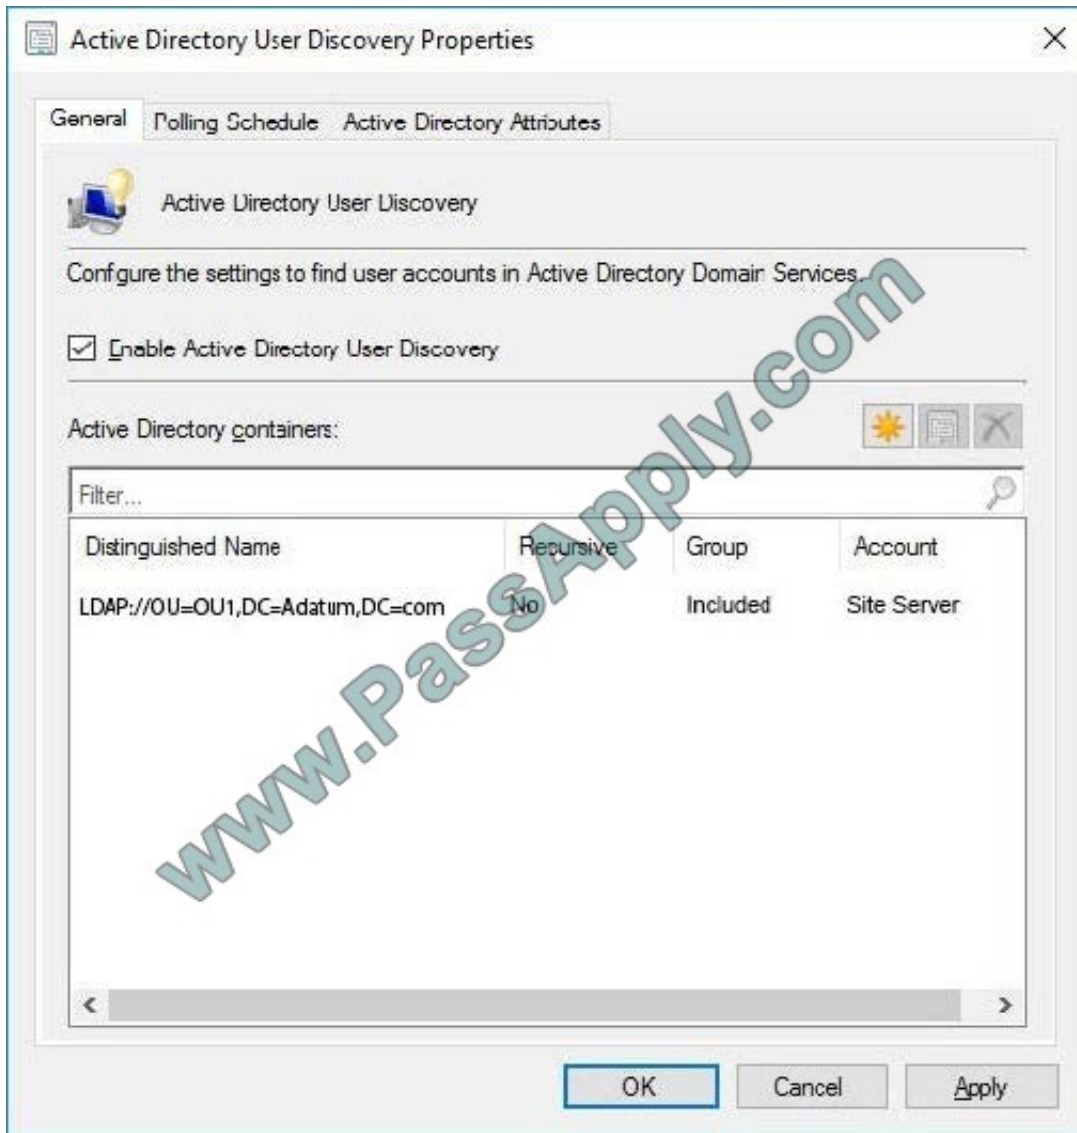 Active Directory User Discovery Properties
General Polling Schedule Active Directory Attributes
Active Directory User Discovery
Configure the settings to find user accounts in Active Directory Domain Services.
Enable Active Directory User Discovery
Active Directory containers:
Filter...
Distinguished Name Recursive Group Account
LDAP://OU=OU1,DC=Adatum,DC=com No Included Site Server
www.PassApply.com
OK Cancel Apply